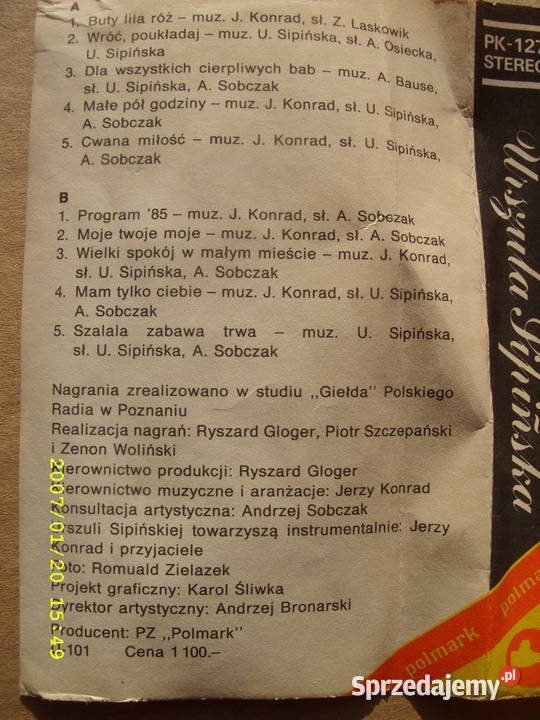 A
1. Buty lila róż – muz. J. Konrad, sł. Z. Laskowik
2. Wróć, poukładaj – muz. U. Sipińska, sł. A. Osiecka,
U. Sipińska
3. Dla wszystkich cierpliwych bab – muz. A. Bause,
sł. U. Sipińska, A. Sobczak
4. Małe pół godziny – muz. J. Konrad, sł. U. Sipińska,
A. Sobczak
5. Cwana miłość – muz. J. Konrad, sł. U. Sipińska,
A. Sobczak
B
1. Program '85 – muz. J. Konrad, sł. A. Sobczak
2. Moje twoje moje – muz. J. Konrad, sł. A. Sobczak
3. Wielki spokój w małym mieście – muz. J. Konrad,
sł. U. Sipińska, A. Sobczak
4. Mam tylko ciebie – muz. J. Konrad, sł. U. Sipińska,
A. Sobczak
5. Szalala zabawa trwa – muz. U. Sipińska,
sł. U. Sipińska, A. Sobczak
Nagrania zrealizowano w studiu ,,Giełda" Polskiego
Radia w Poznaniu
Realizacja nagrań: Ryszard Gloger, Piotr Szczepański
i Zenon Woliński
Kierownictwo produkcji: Ryszard Gloger
Kierownictwo muzyczne i aranżacje: Jerzy Konrad
Konsultacja artystyczna: Andrzej Sobczak
Urszuli Sipińskiej towarzyszą instrumentalnie: Jerzy
Konrad i przyjaciele
Foto: Romuald Zielazek
Projekt graficzny: Karol Śliwka
Dyrektor artystyczny: Andrzej Bronarski
Producent: PZ ,,Polmark"
U-101 Cena 1 100.–
PK-127
STEREO
Urszula Sipińska
polmark
polma
2007/01/20 15:49
Sprzedajemy.pl